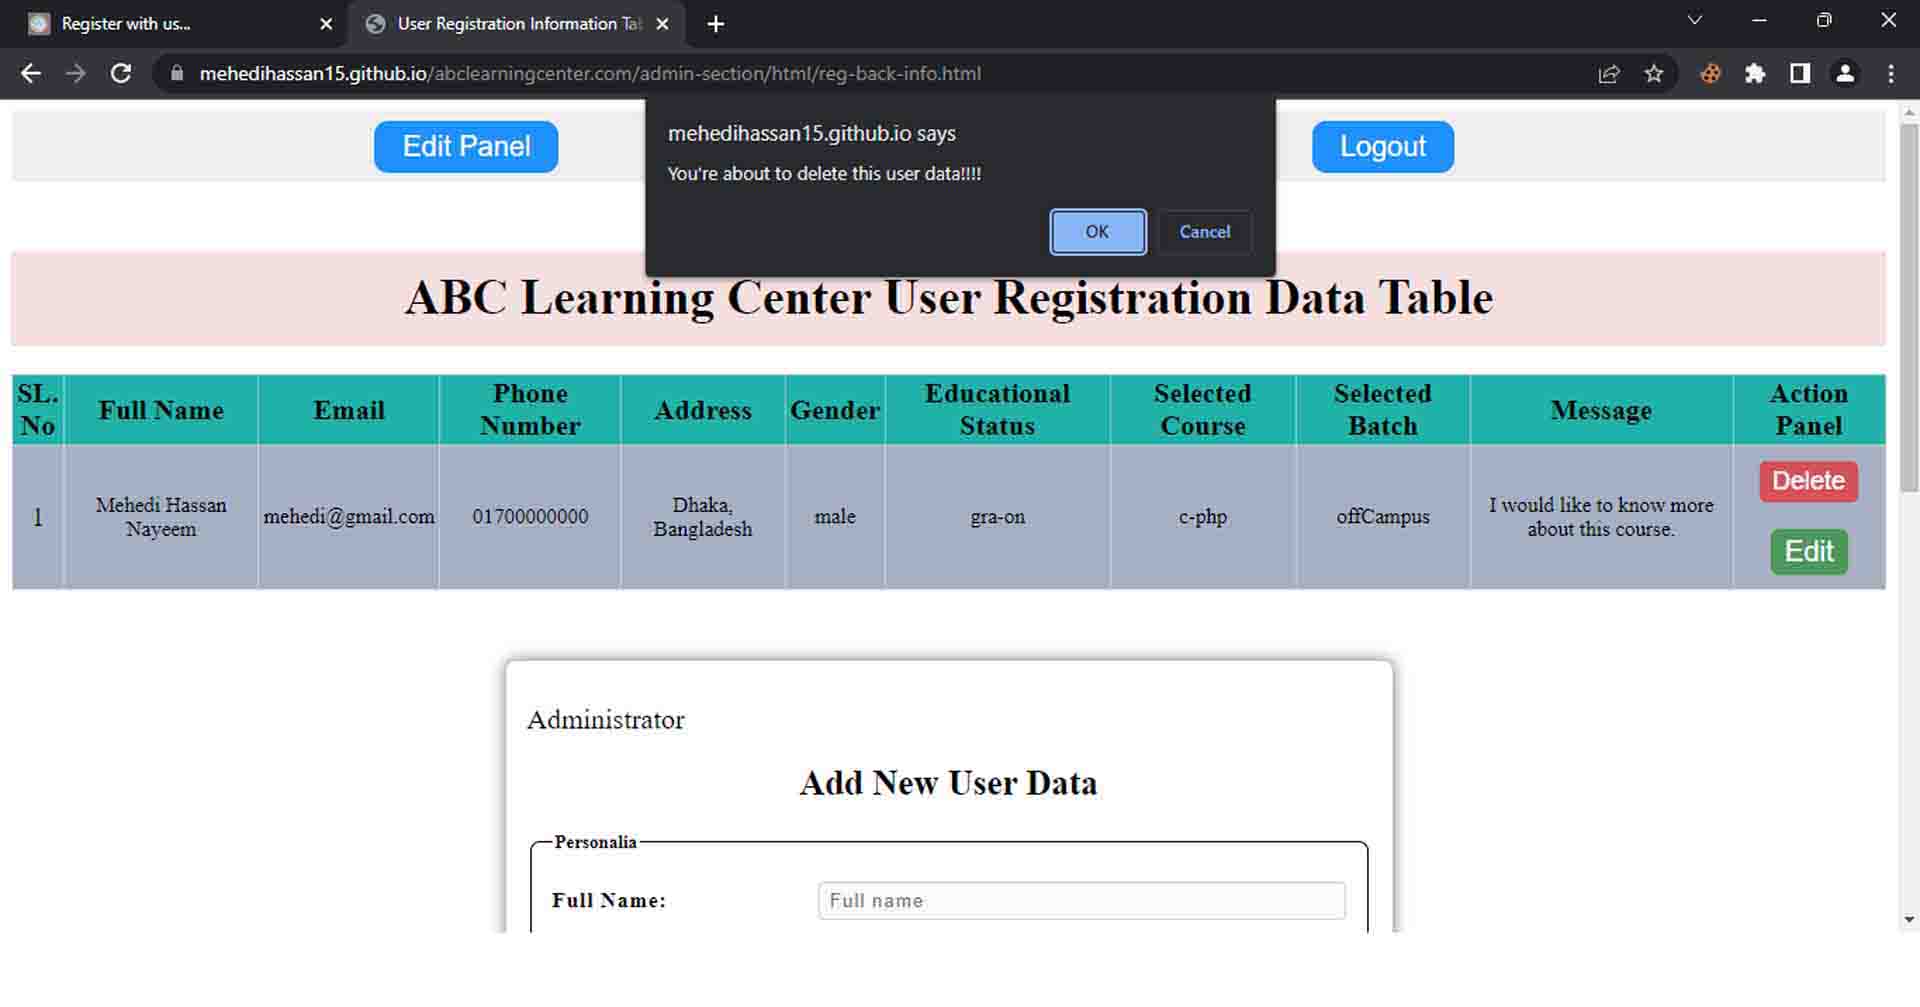 Register with us...
User Registration Information Ta
mehedihassan15.github.io/abclearningcenter.com/admin-section/html/reg-back-info.html
mehedihassan15.github.io says
You're about to delete this user data!!!!
OK
Cancel
Edit Panel
Logout
ABC Learning Center User Registration Data Table
SL. No
Full Name
Email
Phone Number
Address
Gender
Educational Status
Selected Course
Selected Batch
Message
Action Panel
1
Mehedi Hassan
Nayeem
mehedi@gmail.com
01700000000
Dhaka,
Bangladesh
male
gra-on
c-php
offCampus
I would like to know more
about this course.
Delete
Edit
Administrator
Add New User Data
Personalia
Full Name:
Full name